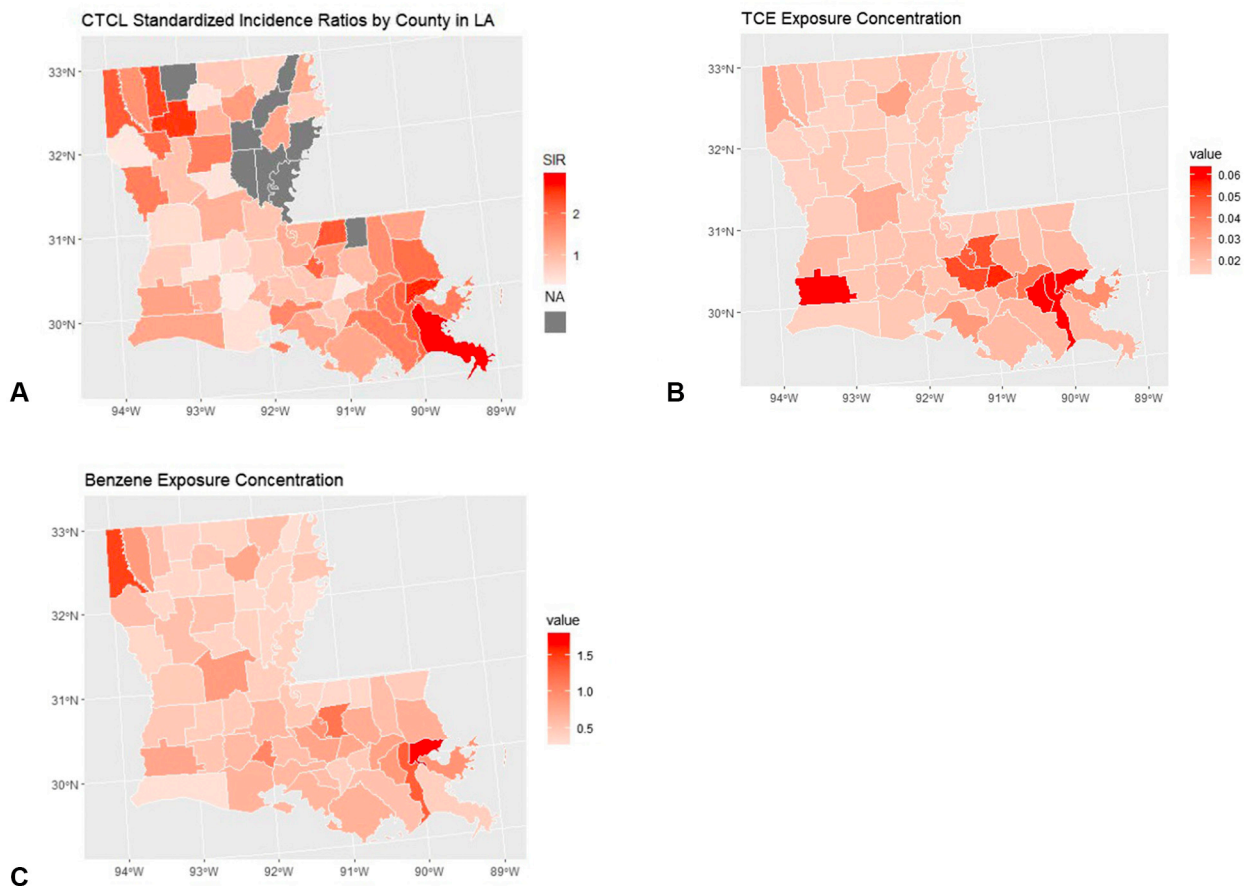 CTCL Standardized Incidence Ratios by County in LA
33°N
32°N
31°N
30°N
94°W 93°W 92°W 91°W 90°W 89°W
SIR
2
1
NA
A
TCE Exposure Concentration
33°N
32°N
31°N
30°N
94°W 93°W 92°W 91°W 90°W 89°W
value
0.06
0.05
0.04
0.03
0.02
B
Benzene Exposure Concentration
33°N
32°N
31°N
30°N
94°W 93°W 92°W 91°W 90°W 89°W
value
1.5
1.0
0.5
C